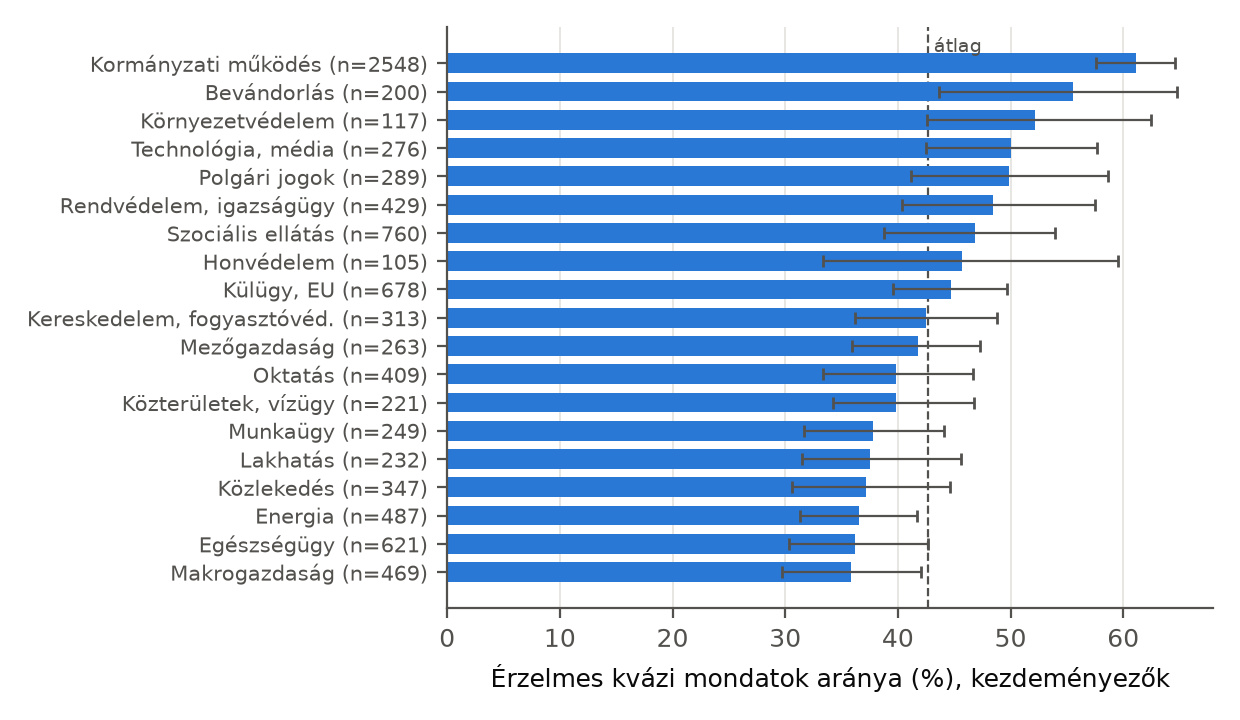 átlag
Kormányzati működés (n=2548)
Bevándorlás (n=200)
Környezetvédelem (n=117)
Technológia, média (n=276)
Polgári jogok (n=289)
Rendvédelem, igazságügy (n=429)
Szociális ellátás (n=760)
Honvédelem (n=105)
Külügy, EU (n=678)
Kereskedelem, fogyasztóvéd. (n=313)
Mezőgazdaság (n=263)
Oktatás (n=409)
Közterületek, vízügy (n=221)
Munkaügy (n=249)
Lakhatás (n=232)
Közlekedés (n=347)
Energia (n=487)
Egészségügy (n=621)
Makrogazdaság (n=469)
0 10 20 30 40 50 60
Érzelmes kvázi mondatok aránya (%), kezdeményezők